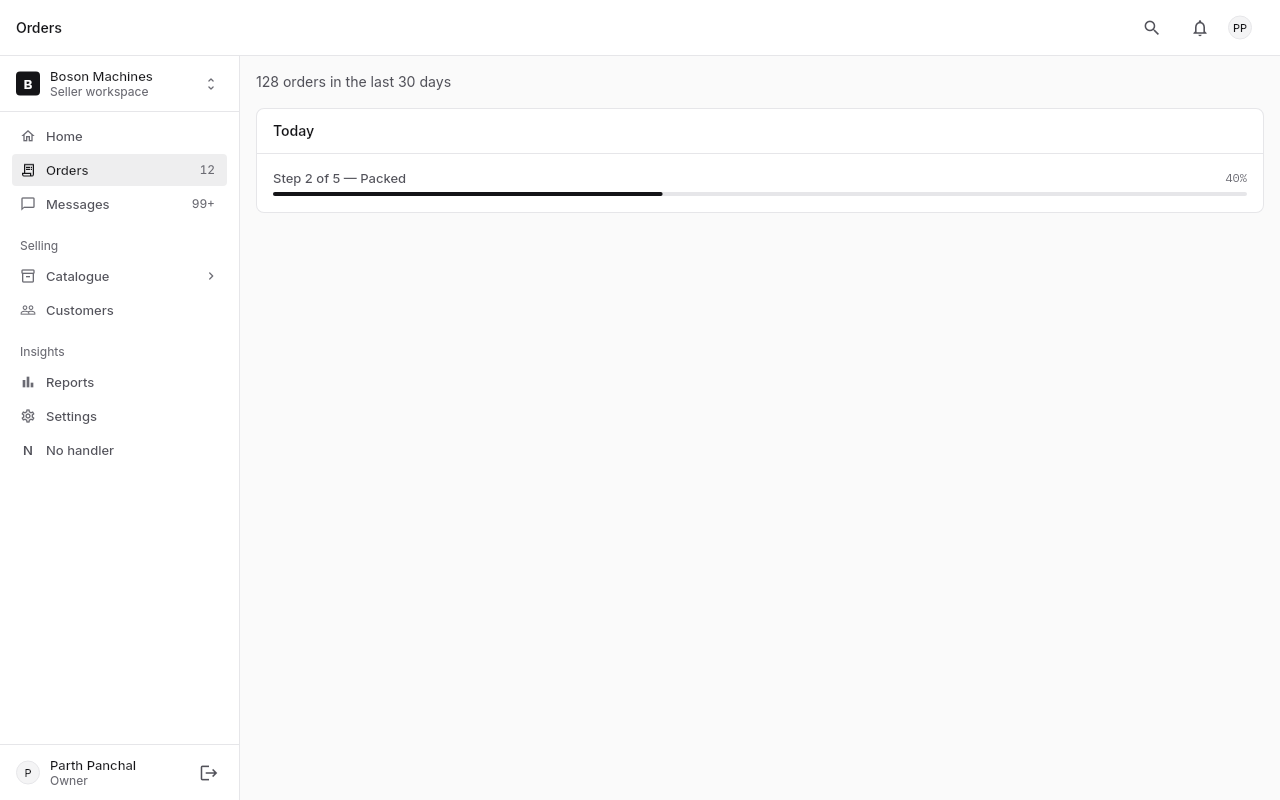 Orders
PP
B
Boson Machines
Seller workspace
Home
Orders 12
Messages 99+
Selling
Catalogue
Customers
Insights
Reports
Settings
N No handler
P
Parth Panchal
Owner
128 orders in the last 30 days
Today
Step 2 of 5 — Packed 40%